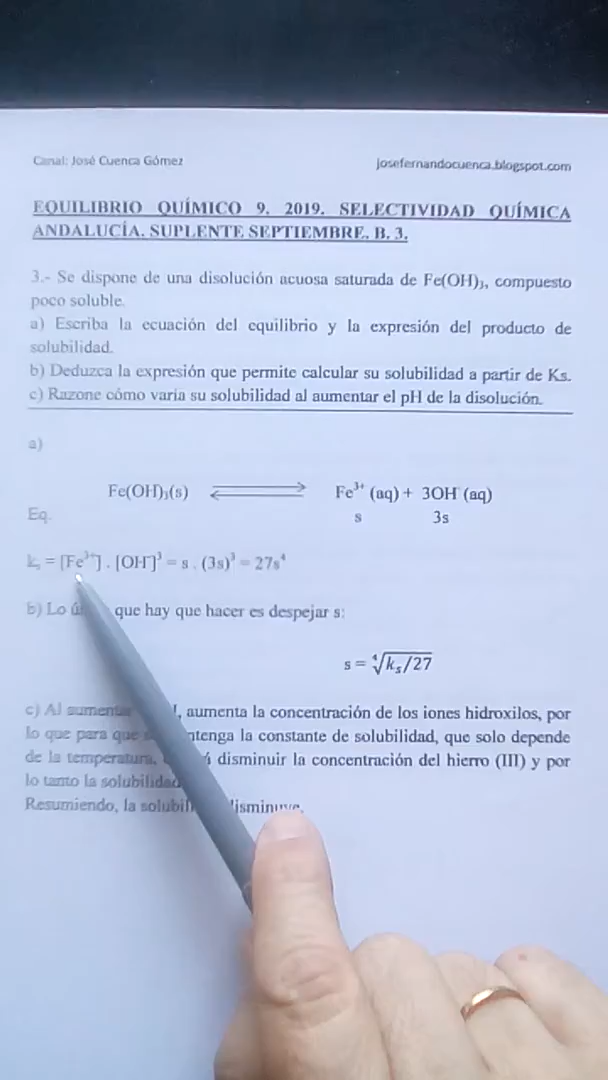 Canal: José Cuenca Gómez
josefernandocuenca.blogspot.com
EQUILIBRIO QUÍMICO 9. 2019. SELECTIVIDAD QUÍMICA
ANDALUCÍA. SUPLENTE SEPTIEMBRE. B. 3.
3.- Se dispone de una disolución acuosa saturada de Fe(OH)₃, compuesto
poco soluble.
a) Escriba la ecuación del equilibrio y la expresión del producto de
solubilidad.
b) Deduzca la expresión que permite calcular su solubilidad a partir de Ks.
c) Razone cómo varía su solubilidad al aumentar el pH de la disolución.
a)
Fe(OH)₃(s) ⇌ Fe³⁺ (aq) + 3OH⁻(aq)
Eq. s 3s
kₛ = [Fe³⁺] . [OH⁻]³ = s . (3s)³ = 27s⁴
b) Lo que hay que hacer es despejar s:
s = ⁴√kₛ/27
c) Al aumentar , aumenta la concentración de los iones hidroxilos, por
lo que para que la constante de solubilidad, que solo depende
de la temperatura, disminuir la concentración del hierro (III) y por
lo tanto la solubilidad
Resumiendo, la disminuye.